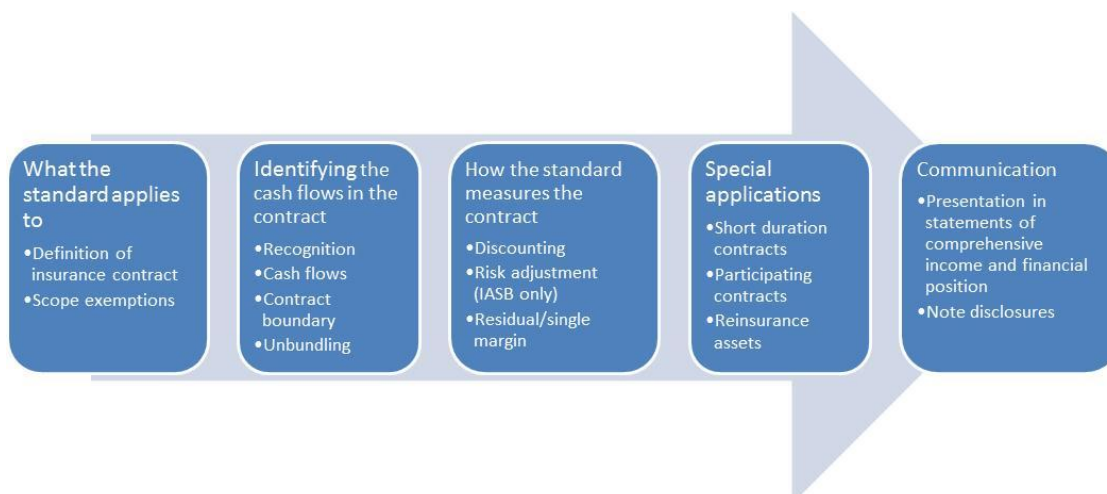 What the
standard applies
to
•Definition of
insurance contract
•Scope exemptions
Identifying the
cash flows in the
contract
•Recognition
•Cash flows
•Contract
boundary
•Unbundling
How the standard
measures the
contract
•Discounting
•Risk adjustment
(IASB only)
•Residual/single
margin
Special
applications
•Short duration
contracts
•Participating
contracts
•Reinsurance
assets
Communication
•Presentation in
statements of
comprehensive
income and financial
position
•Note disclosures